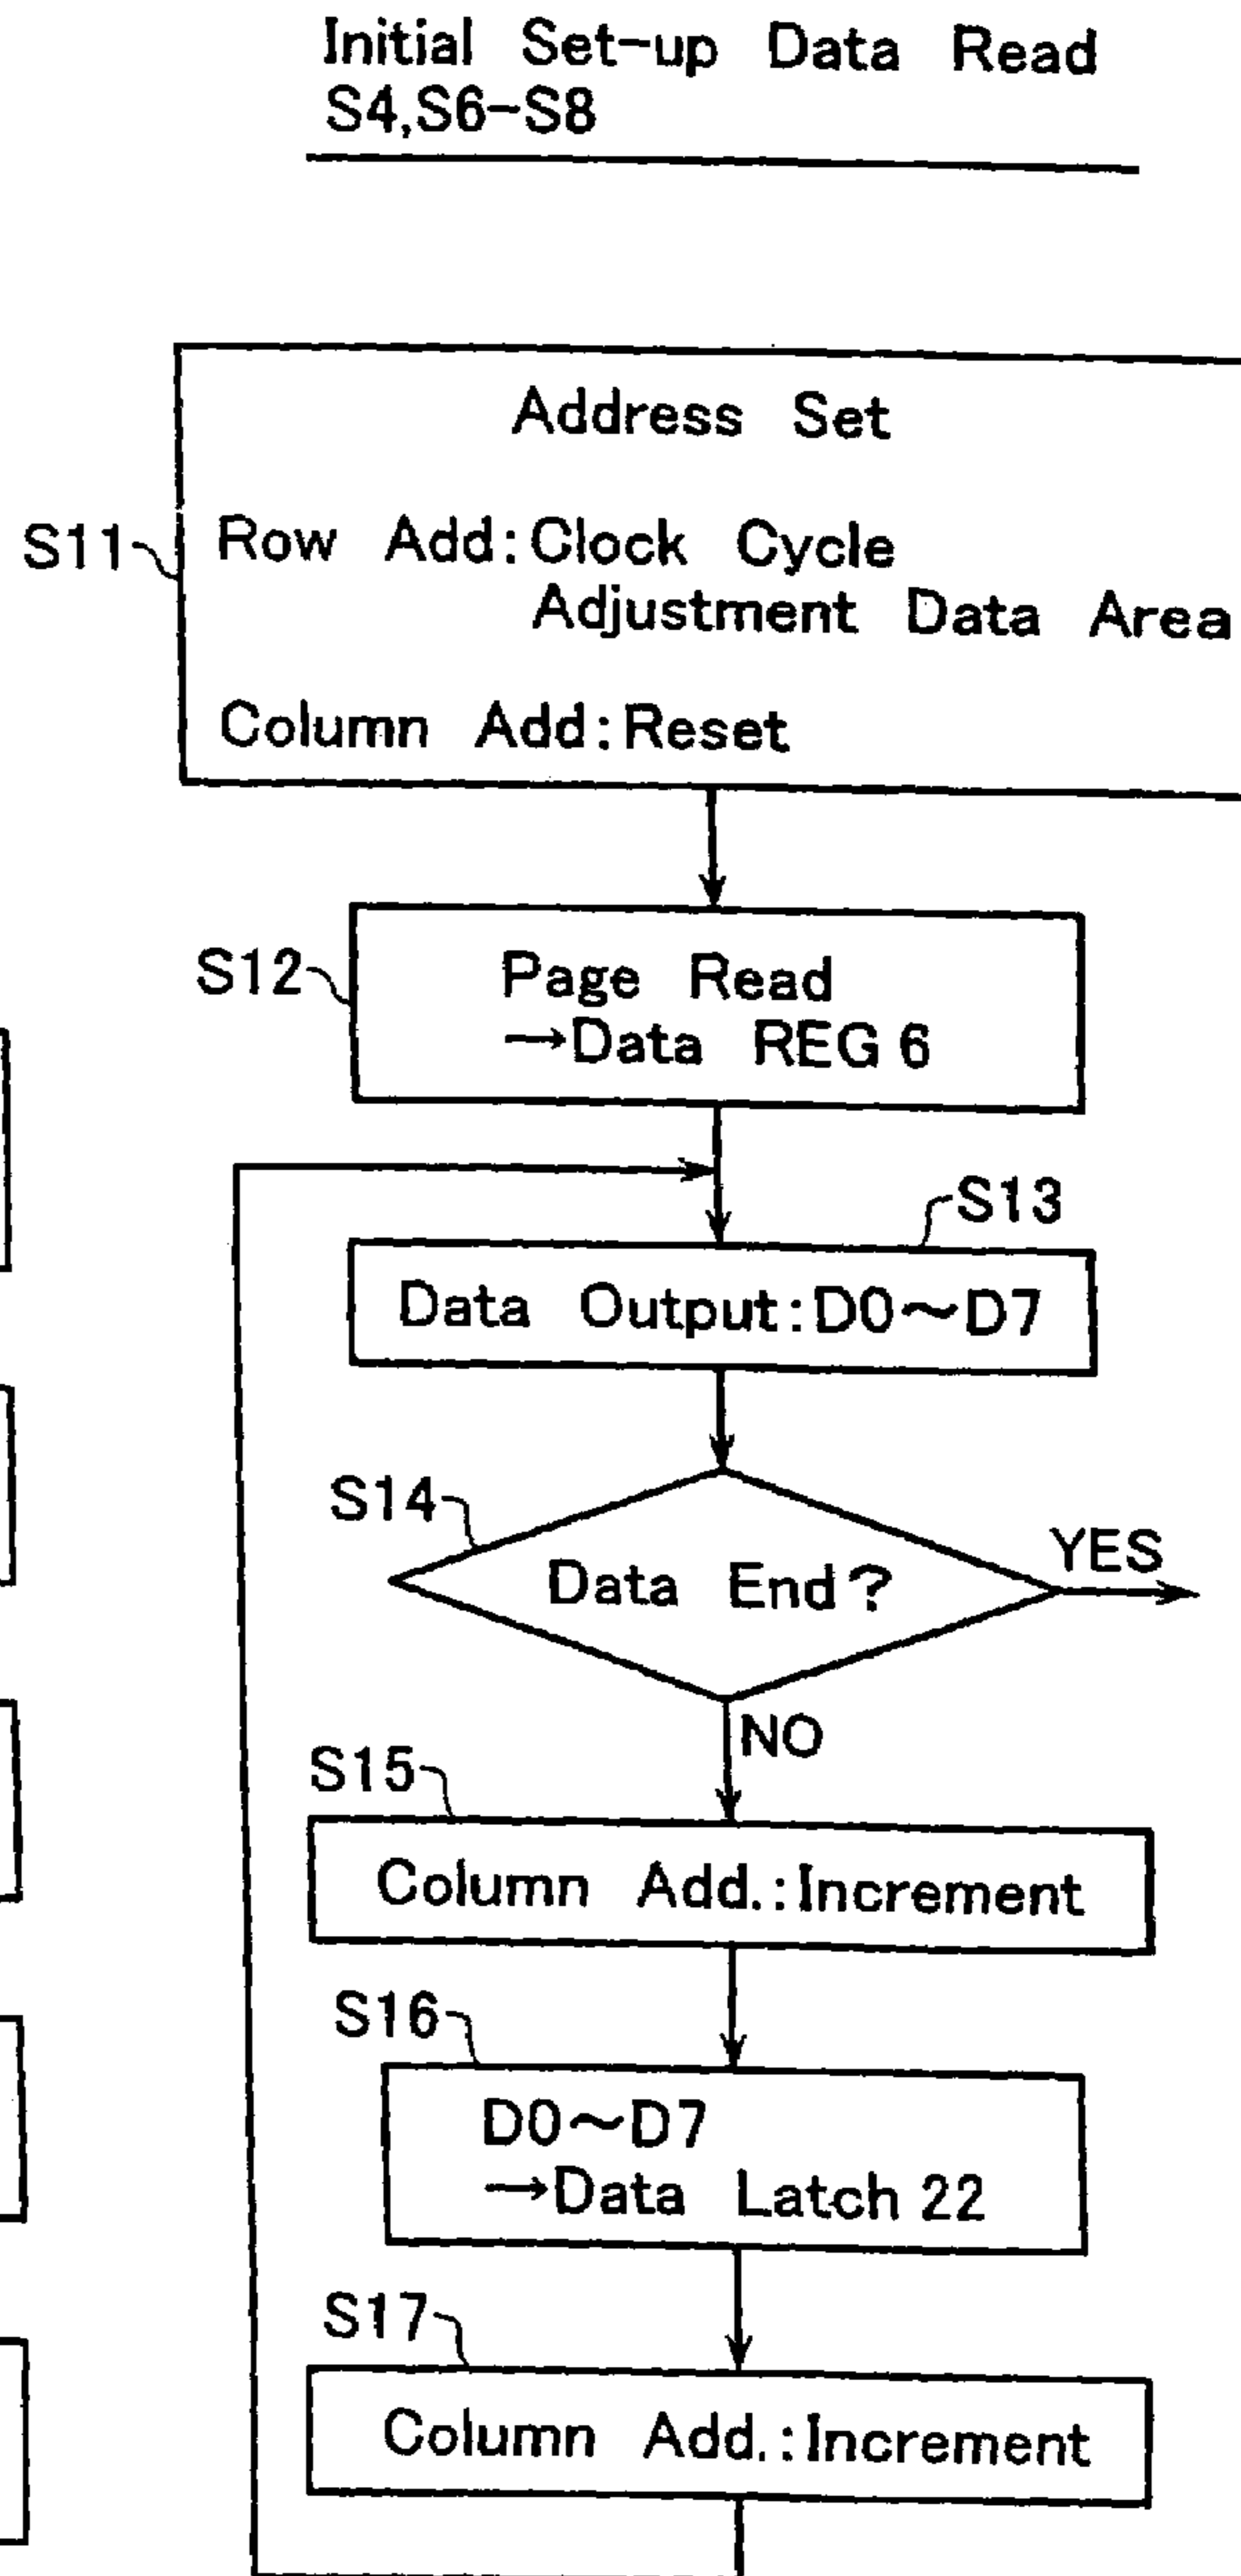 Initial Set-up Data Read
S4,S6-S8
Address Set
S11
Row Add:Clock Cycle
Adjustment Data Area
Column Add:Reset
S12
Page Read
→Data REG 6
S13
Data Output:D0～D7
S14
Data End?
YES
NO
S15
Column Add.:Increment
S16
D0～D7
→Data Latch 22
S17
Column Add.:Increment